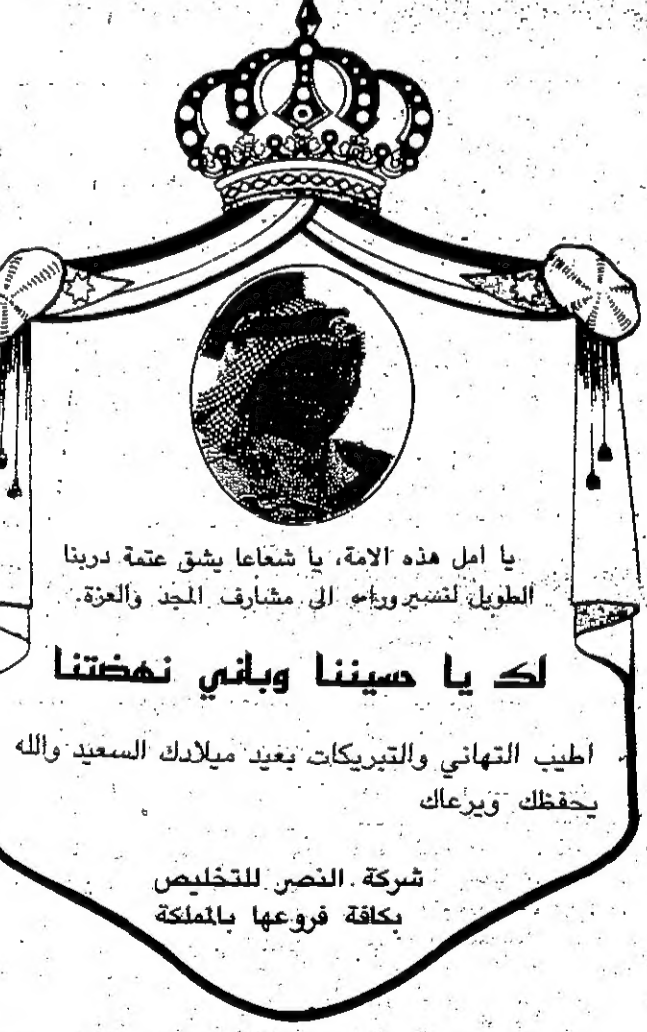 يا امل هذه الامة، يا شعاعا يشق عتمة دربنا
الطويل لنسير وراءه الى مشارف المجد والعزة.
لك يا حسيننا وباني نهضتنا
اطيب التهاني والتبريكات بعيد ميلادك السعيد والله
يحفظك ويرعاك
شركة النصر للتخليص
بكافة فروعها بالمملكة